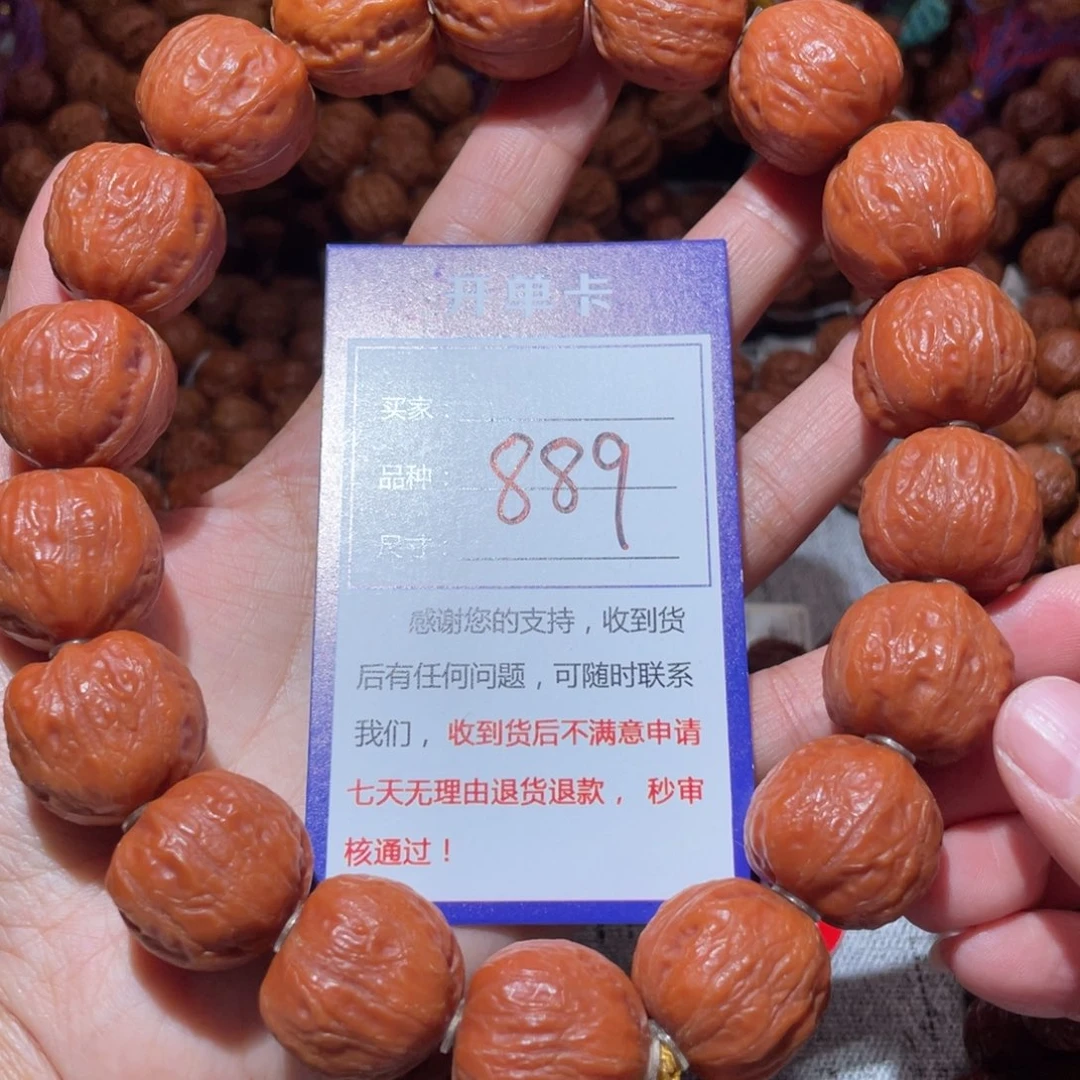 开单卡
买家：
品种：
889
尺寸：
感谢您的支持，收到货
后有任何问题，可随时联系
我们，收到货后不满意申请
七天无理由退货退款，秒审
核通过！